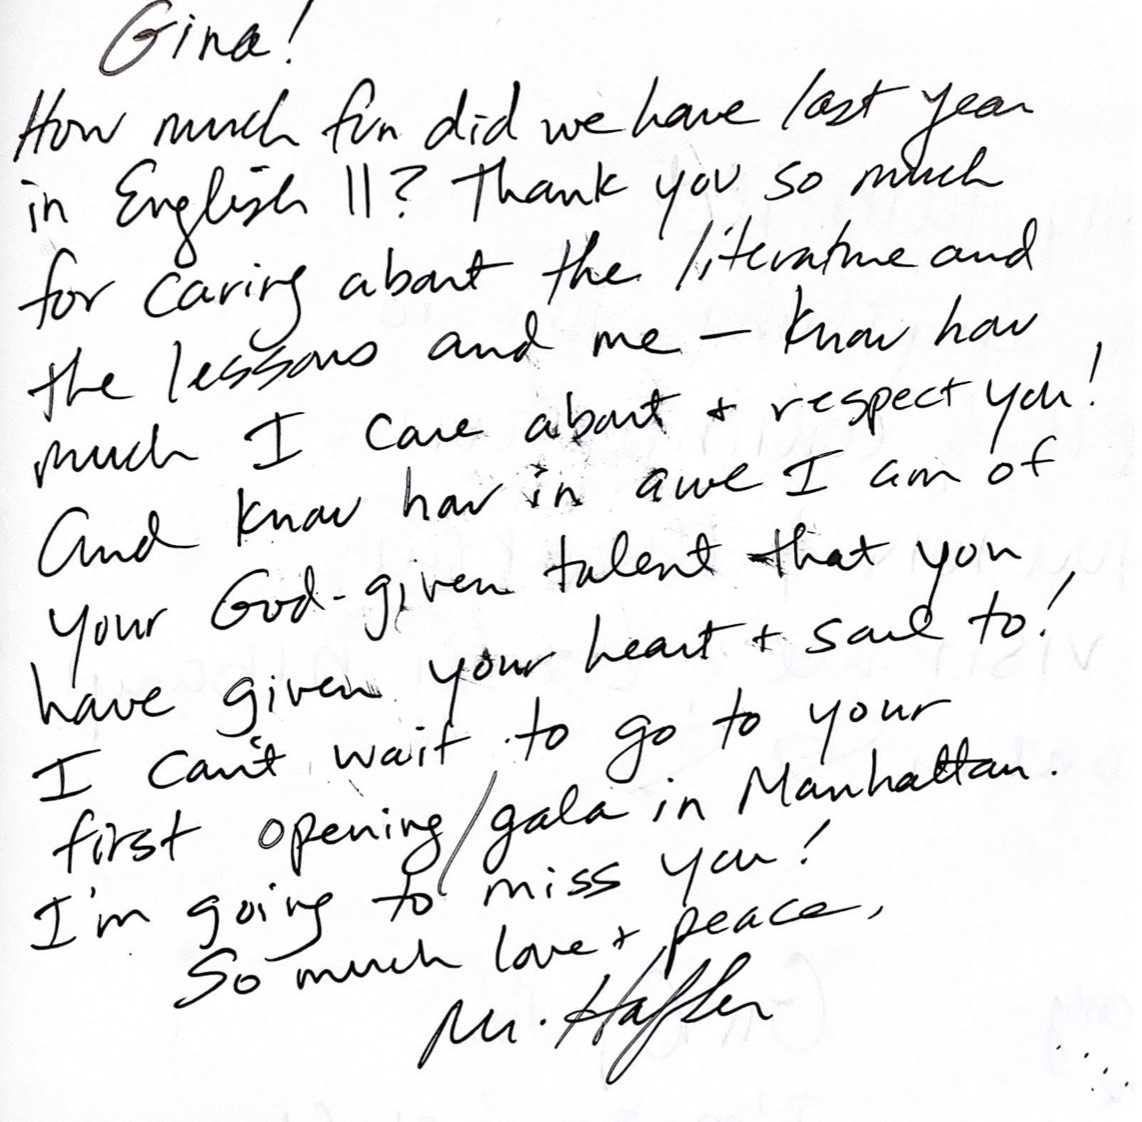 Gina!
How much fun did we have last year
in English 11? Thank you so much
for caring about the literature and
the lessons and me – know how
much I care about + respect you!
And know how in awe I am of
your God-given talent that you
have given your heart + soul to!
I can't wait to go to your
first opening/gala in Manhattan.
I'm going to miss you!
So much love + peace,
Mr.